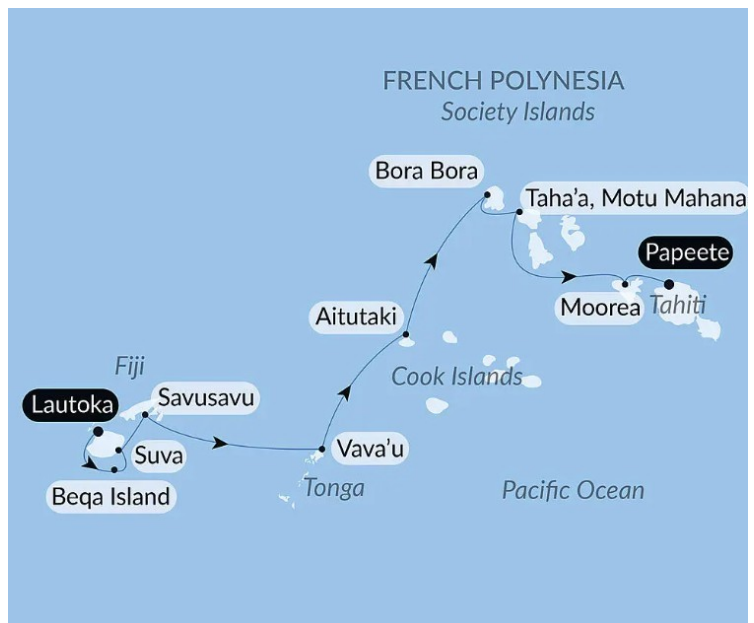 FRENCH POLYNESIA
Society Islands
Bora Bora
Taha'a, Motu Mahana
Papeete
Moorea
Tahiti
Aitutaki
Cook Islands
Fiji
Savusavu
Lautoka
Suva
Vava'u
Beqa Island
Tonga
Pacific Ocean